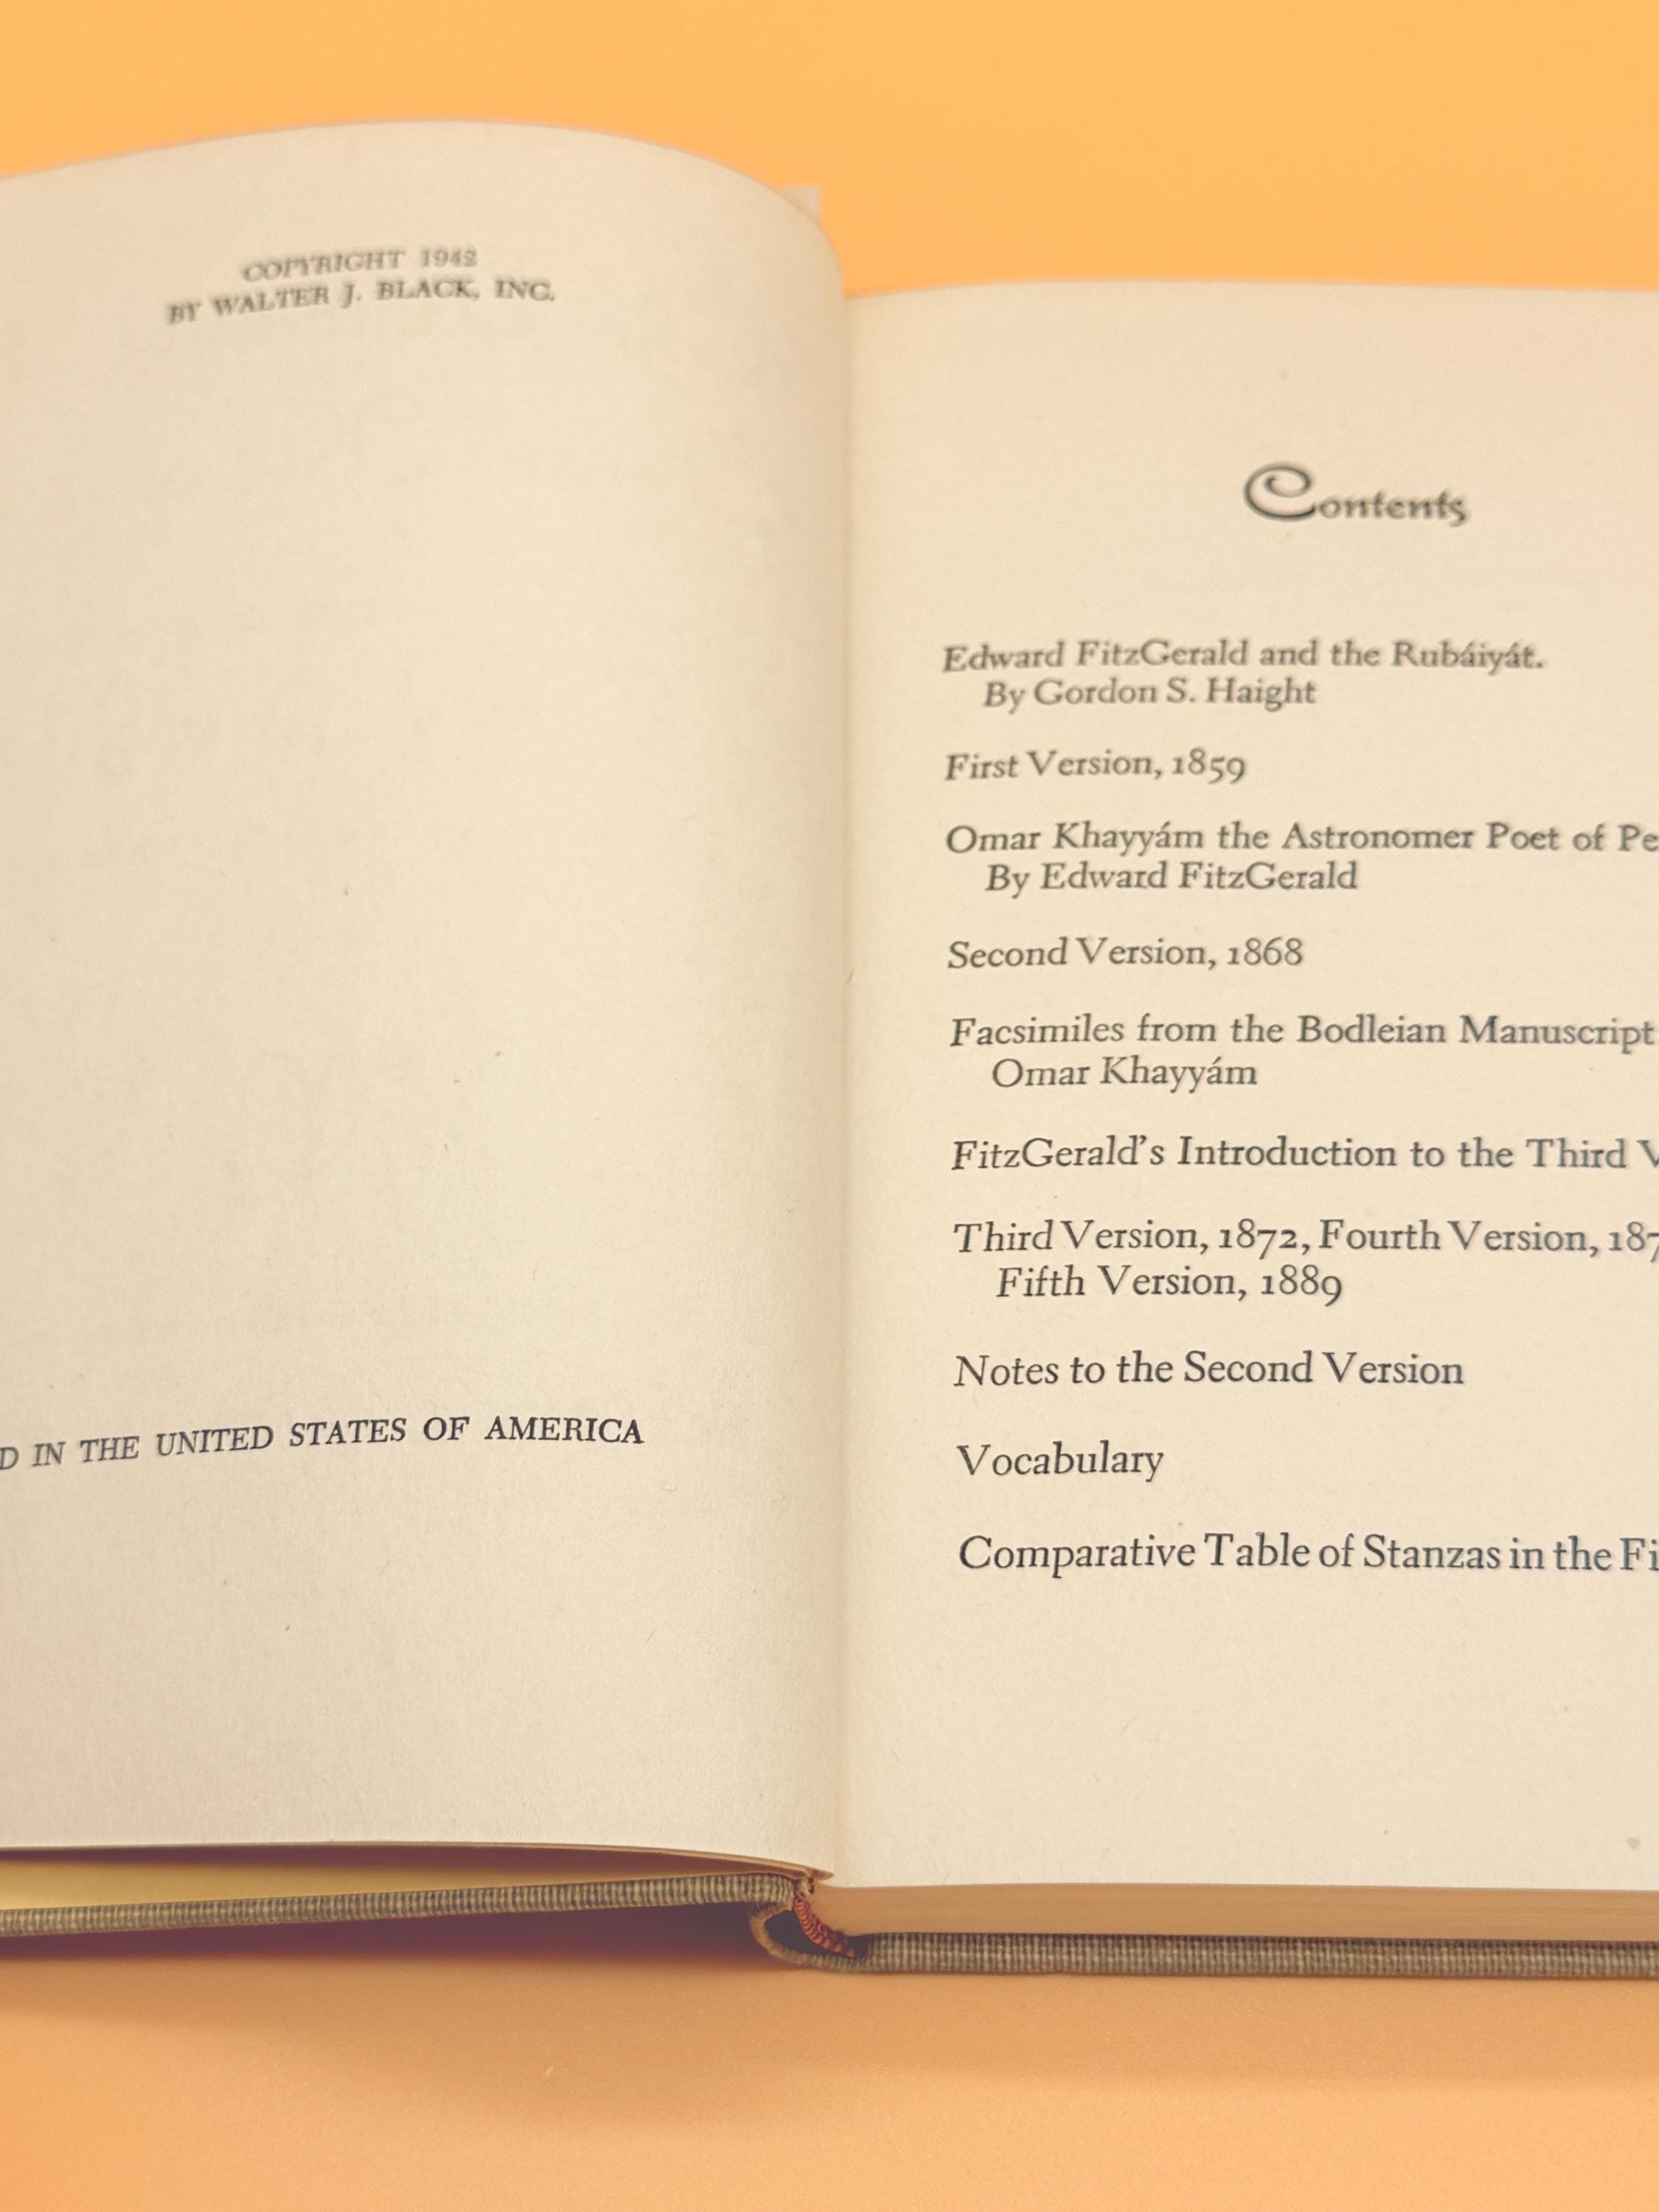 COPYRIGHT 1942
BY WALTER J. BLACK, INC.
D IN THE UNITED STATES OF AMERICA
Contents
Edward FitzGerald and the Rubáiyát.
By Gordon S. Haight
First Version, 1859
Omar Khayyám the Astronomer Poet of Pe
By Edward FitzGerald
Second Version, 1868
Facsimiles from the Bodleian Manuscript
Omar Khayyám
FitzGerald's Introduction to the Third V
Third Version, 1872, Fourth Version, 187
Fifth Version, 1889
Notes to the Second Version
Vocabulary
Comparative Table of Stanzas in the Fi